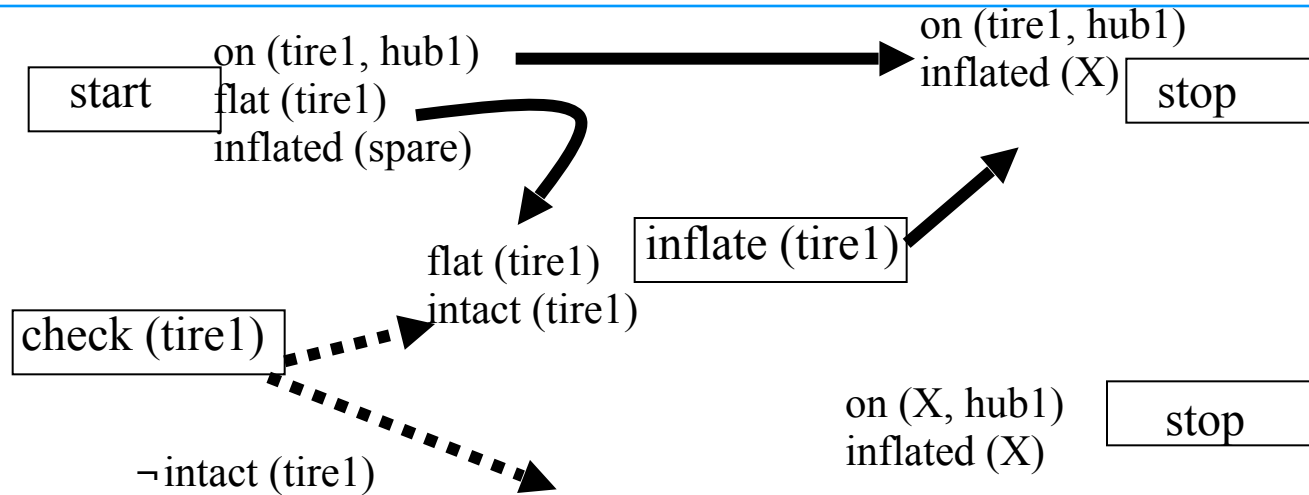 start
on (tire1, hub1)
flat (tire1)
inflated (spare)
on (tire1, hub1)
inflated (X)
stop
inflate (tire1)
flat (tire1)
intact (tire1)
check (tire1)
on (X, hub1)
inflated (X)
stop
¬ intact (tire1)